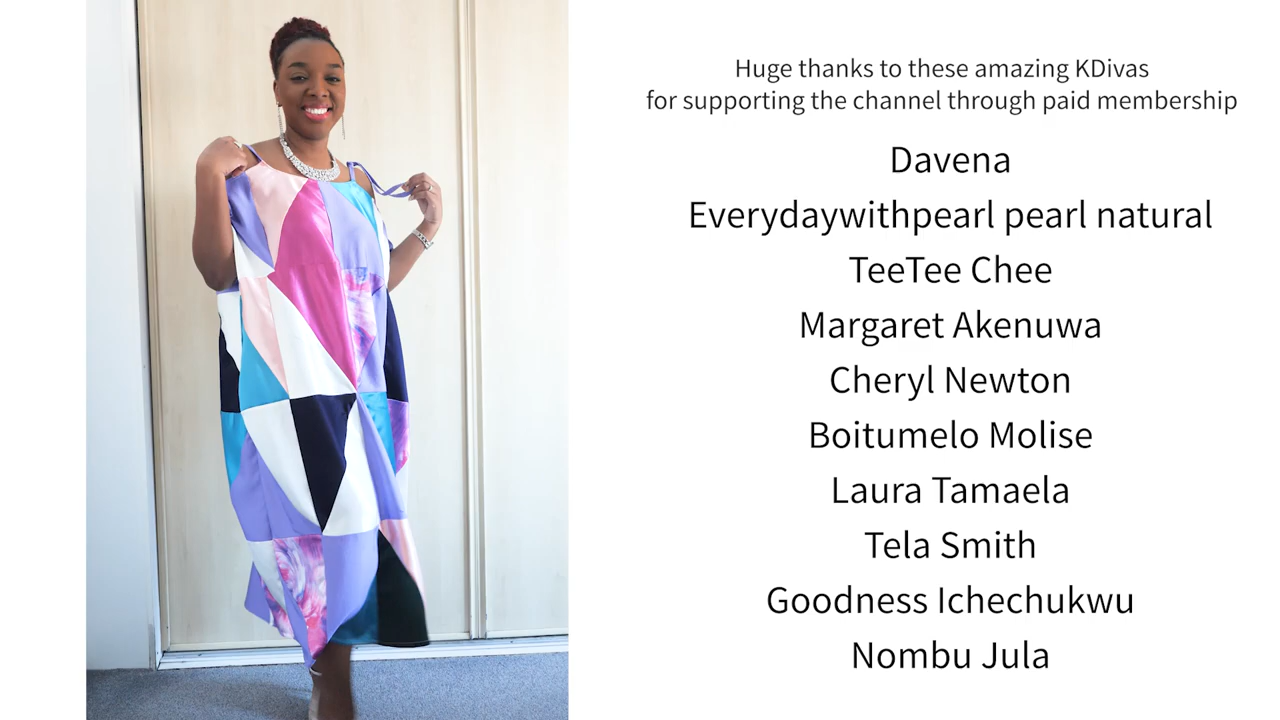 Huge thanks to these amazing KDivas
for supporting the channel through paid membership
Davena
Everydaywithpearl pearl natural
TeeTee Chee
Margaret Akenuwa
Cheryl Newton
Boitumelo Molise
Laura Tamaela
Tela Smith
Goodness Ichechukwu
Nombu Jula